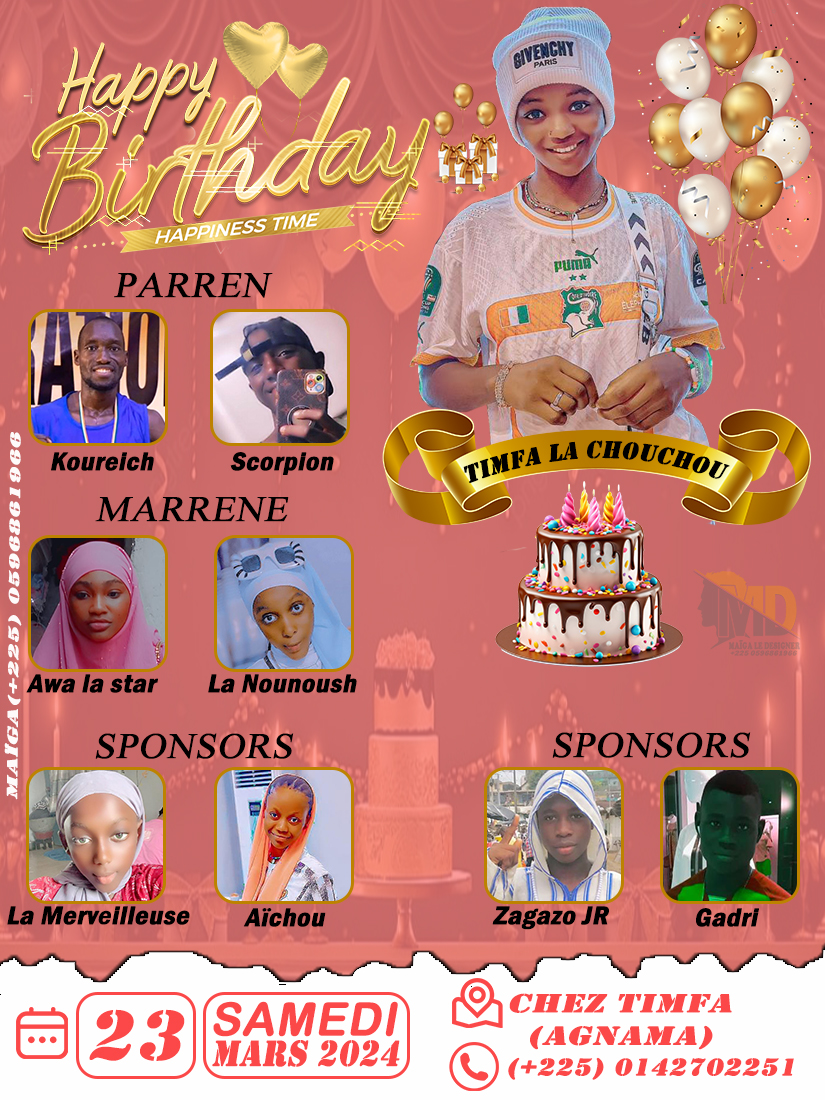 Happy
Birthday
HAPPINESS TIME
GIVENCHY
PARIS
PUMA
TIMFA LA CHOUCHOU
PARREN
Koureich
Scorpion
MARRENE
Awa la star
La Nounoush
SPONSORS
La Merveilleuse
Aïchou
SPONSORS
Zagazo JR
Gadri
MAÏGA(+225) 0596861966
MD
MAÏGA LE DESIGNER
23
SAMEDI
MARS 2024
CHEZ TIMFA
(AGNAMA)
(+225) 0142702251